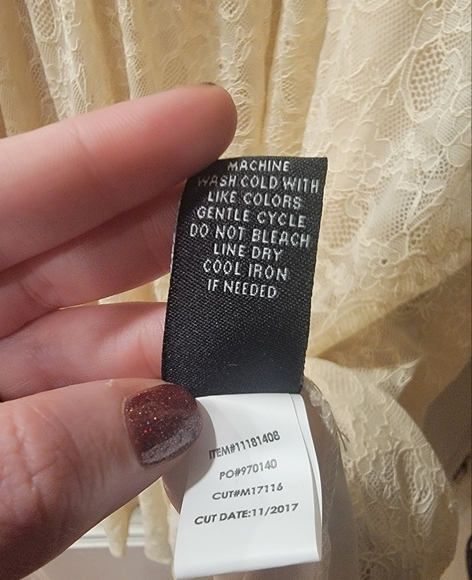 MACHINE
WASH COLD WITH
LIKE COLORS
GENTLE CYCLE
DO NOT BLEACH
LINE DRY
COOL IRON
IF NEEDED
ITEM#11181408
PO#970140
CUT#M17116
CUT DATE:11/2017